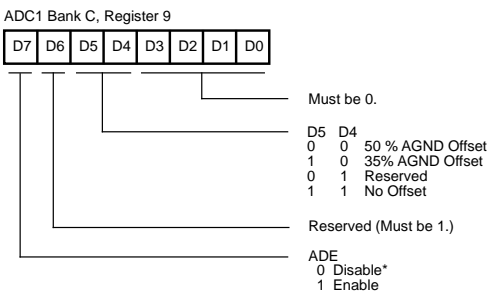 ADC1 Bank C, Register 9
D7 D6 D5 D4 D3 D2 D1 D0
Must be 0.
D5 D4
0 0 50 % AGND Offset
1 0 35% AGND Offset
0 1 Reserved
1 1 No Offset
Reserved (Must be 1.)
ADE
0 Disable*
1 Enable